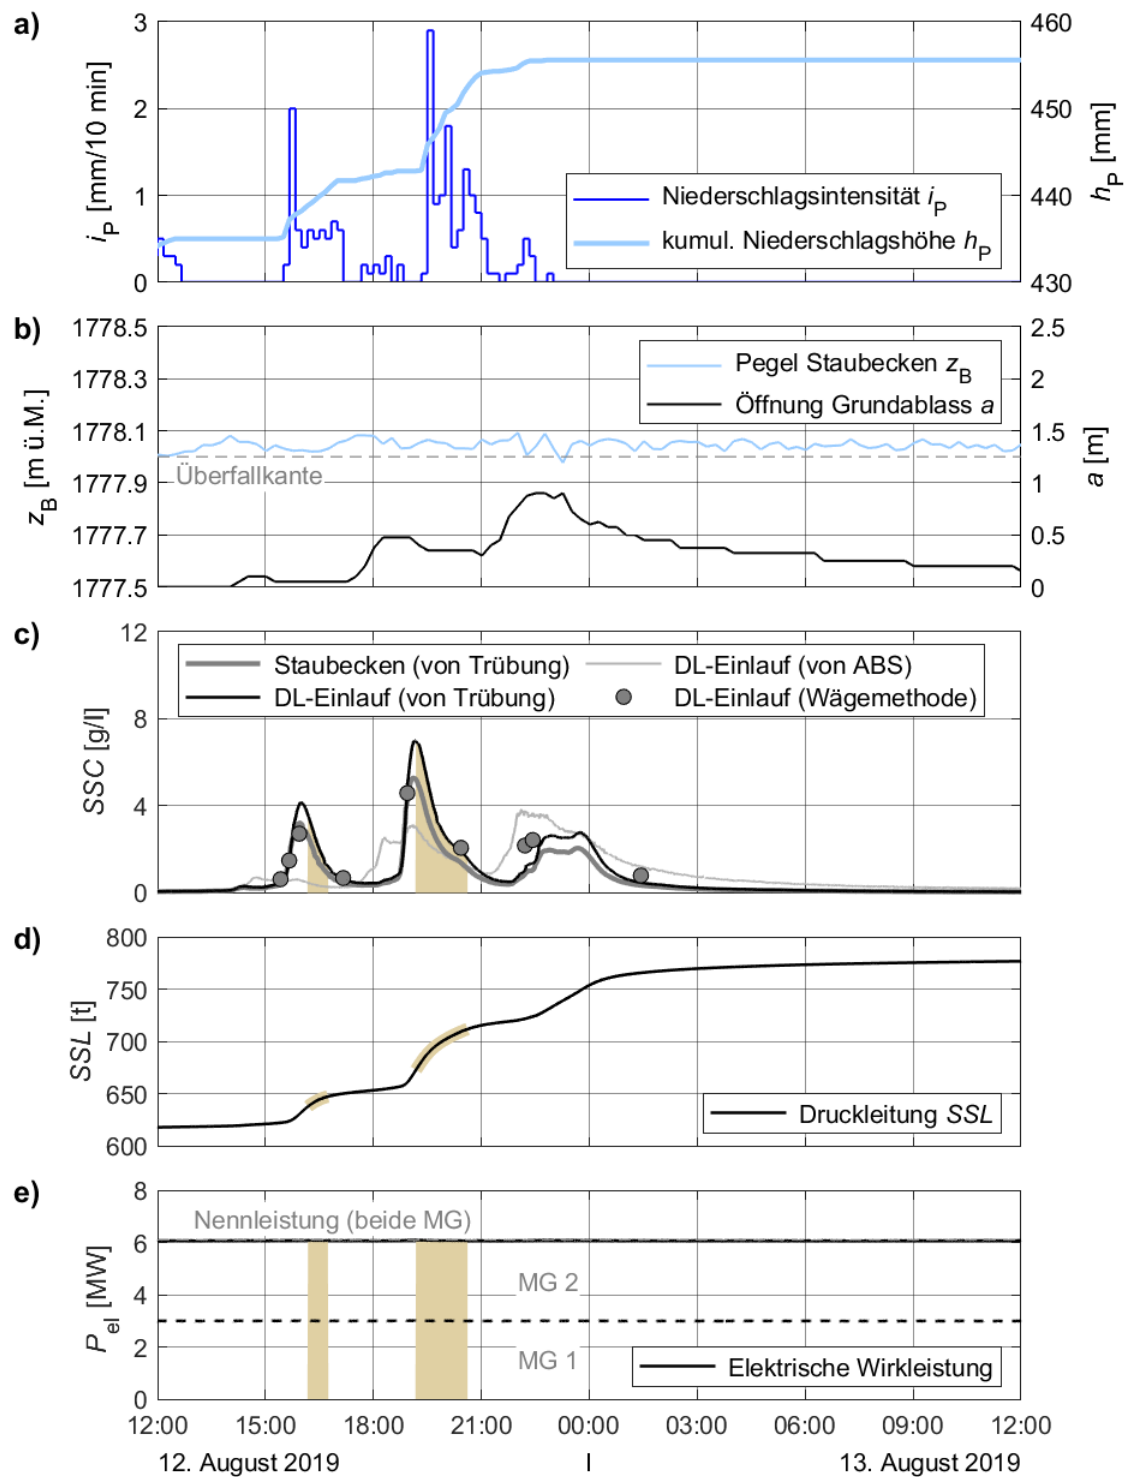 a)
3
2
1
0
i_P [mm/10 min]
460
450
440
430
h_P [mm]
Niederschlagsintensität i_P
kumul. Niederschlagshöhe h_P
b)
1778.5
1778.3
1778.1
1777.9
1777.7
1777.5
z_B [m ü.M.]
2.5
2
1.5
1
0.5
0
a [m]
Pegel Staubecken z_B
Öffnung Grundablass a
Überfallkante
c)
12
8
4
0
SSC [g/l]
Staubecken (von Trübung)
DL-Einlauf (von ABS)
DL-Einlauf (von Trübung)
DL-Einlauf (Wägemethode)
d)
800
750
700
650
600
SSL [t]
Druckleitung SSL
e)
8
6
4
2
0
P_el [MW]
Nennleistung (beide MG)
MG 2
MG 1
Elektrische Wirkleistung
12:00 15:00 18:00 21:00 00:00 03:00 06:00 09:00 12:00
12. August 2019 | 13. August 2019